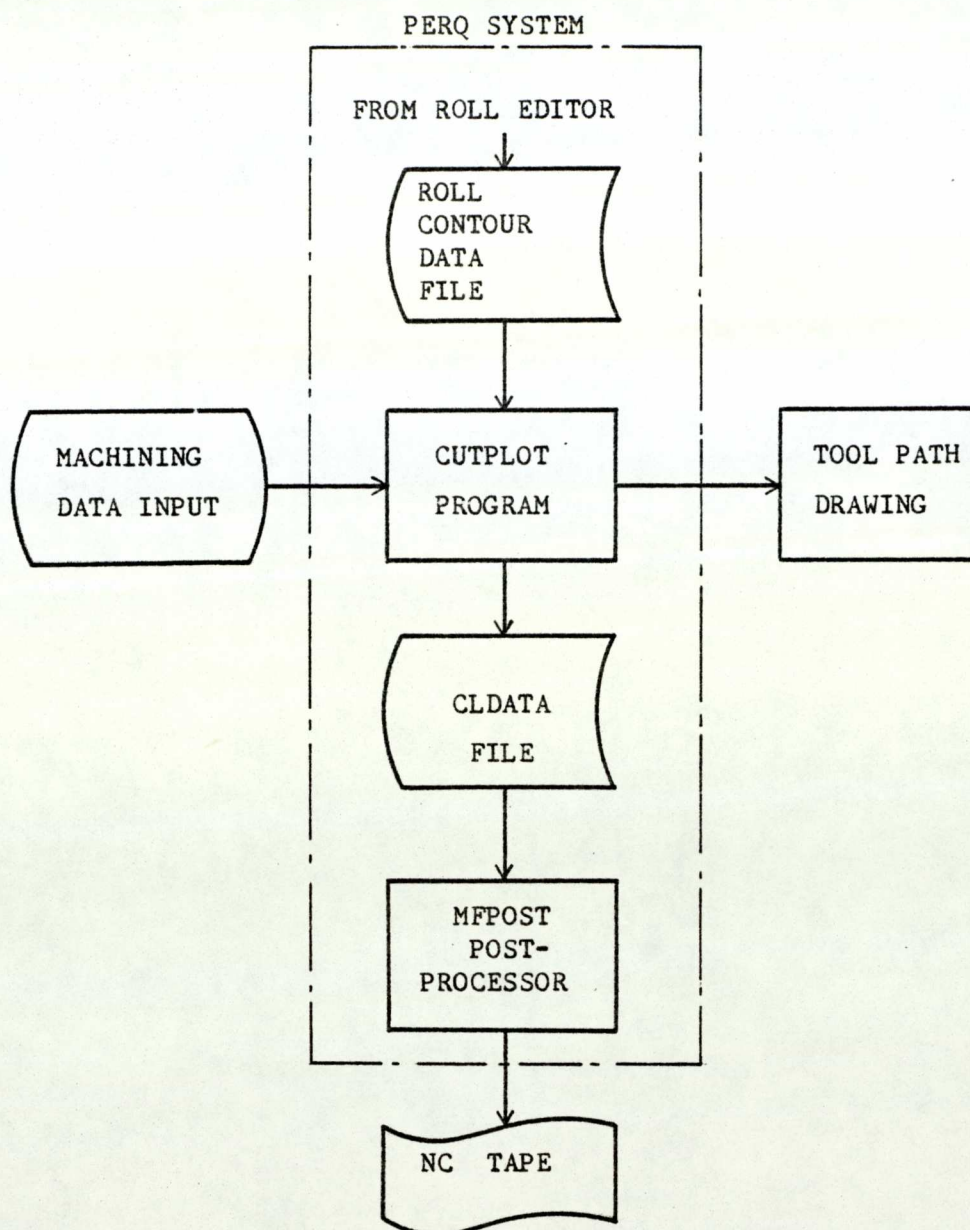 PERQ SYSTEM
FROM ROLL EDITOR
ROLL
CONTOUR
DATA
FILE
MACHINING
DATA INPUT
CUTPLOT
PROGRAM
TOOL PATH
DRAWING
CLDATA
FILE
MFPOST
POST-
PROCESSOR
NC TAPE